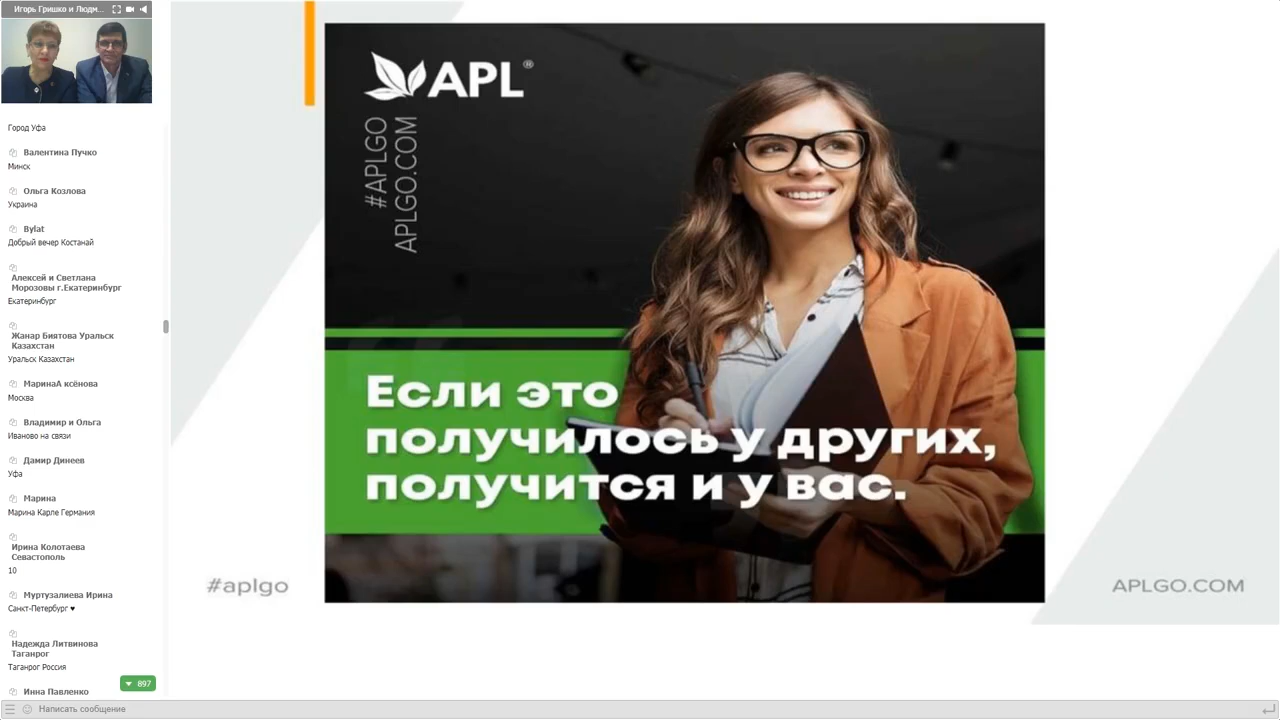 Игорь Гришко и Людм...
Город Уфа
Валентина Пучко
Минск
Ольга Козлова
Украина
Bylat
Добрый вечер Костанай
Алексей и Светлана
Морозовы г.Екатеринбург
Екатеринбург
Жанар Биятова Уральск
Казахстан
Уральск Казахстан
МаринаА ксёнова
Москва
Владимир и Ольга
Иваново на связи
Дамир Динеев
Уфа
Марина
Марина Карле Германия
Ирина Колотаева
Севастополь
10
Муртузалиева Ирина
Санкт-Петербург ♥
Надежда Литвинова
Таганрог
Таганрог Россия
Инна Павленко
897
Написать сообщение
APL®
#APLGO
APLGO.COM
Если это
получилось у других,
получится и у вас.
#aplgo
APLGO.COM